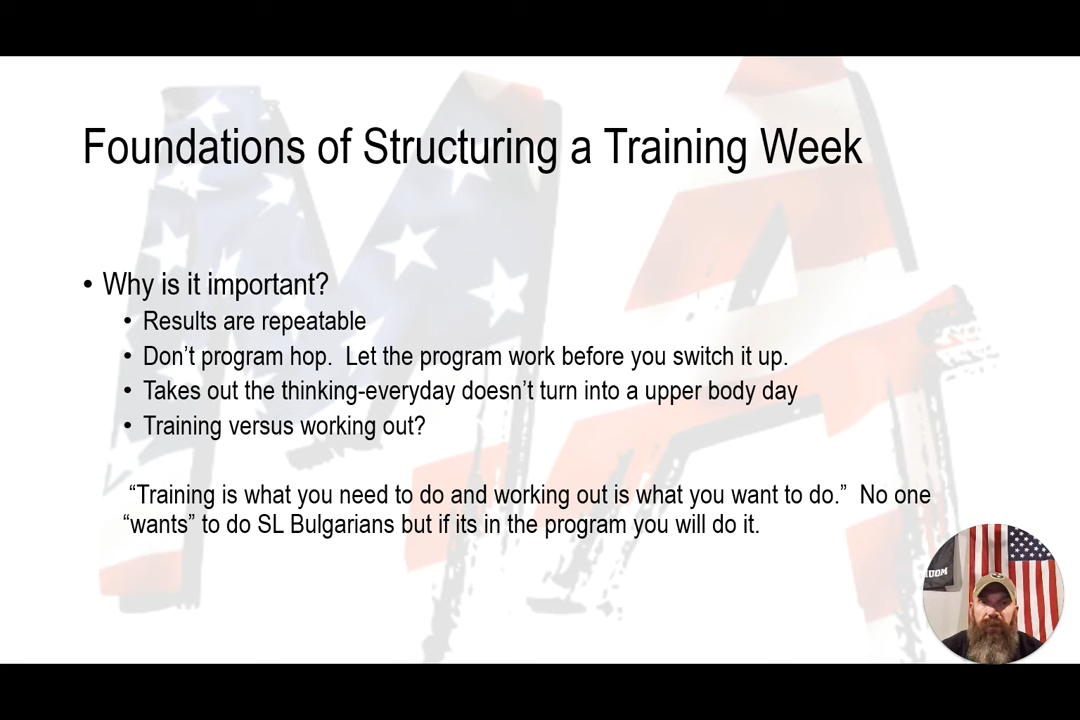 Foundations of Structuring a Training Week
• Why is it important?
• Results are repeatable
• Don’t program hop.  Let the program work before you switch it up.
• Takes out the thinking-everyday doesn’t turn into a upper body day
• Training versus working out?
“Training is what you need to do and working out is what you want to do.”  No one
“wants” to do SL Bulgarians but if its in the program you will do it.